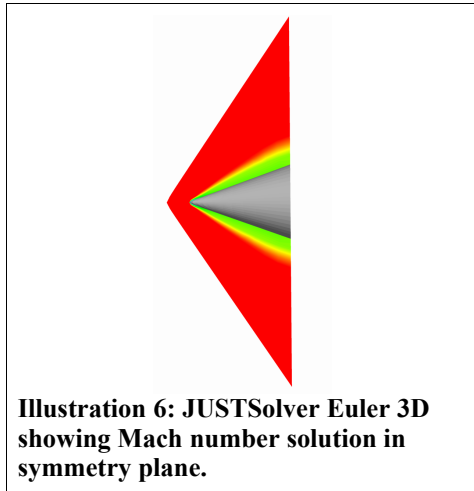 Illustration 6: JUSTSolver Euler 3D
showing Mach number solution in
symmetry plane.